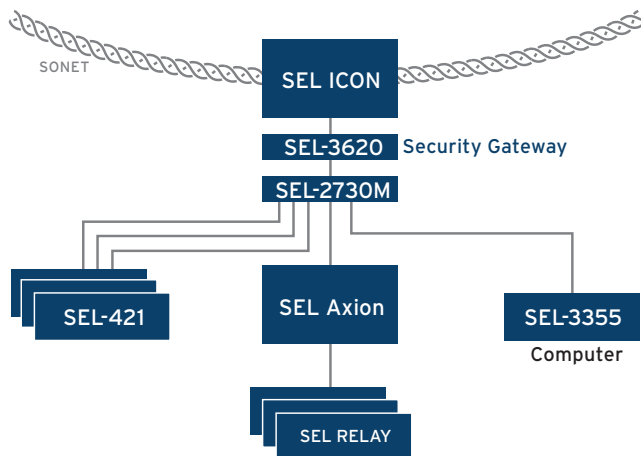 SONET
SEL ICON
SEL-3620 Security Gateway
SEL-2730M
SEL-421
SEL Axion
SEL-3355
Computer
SEL RELAY